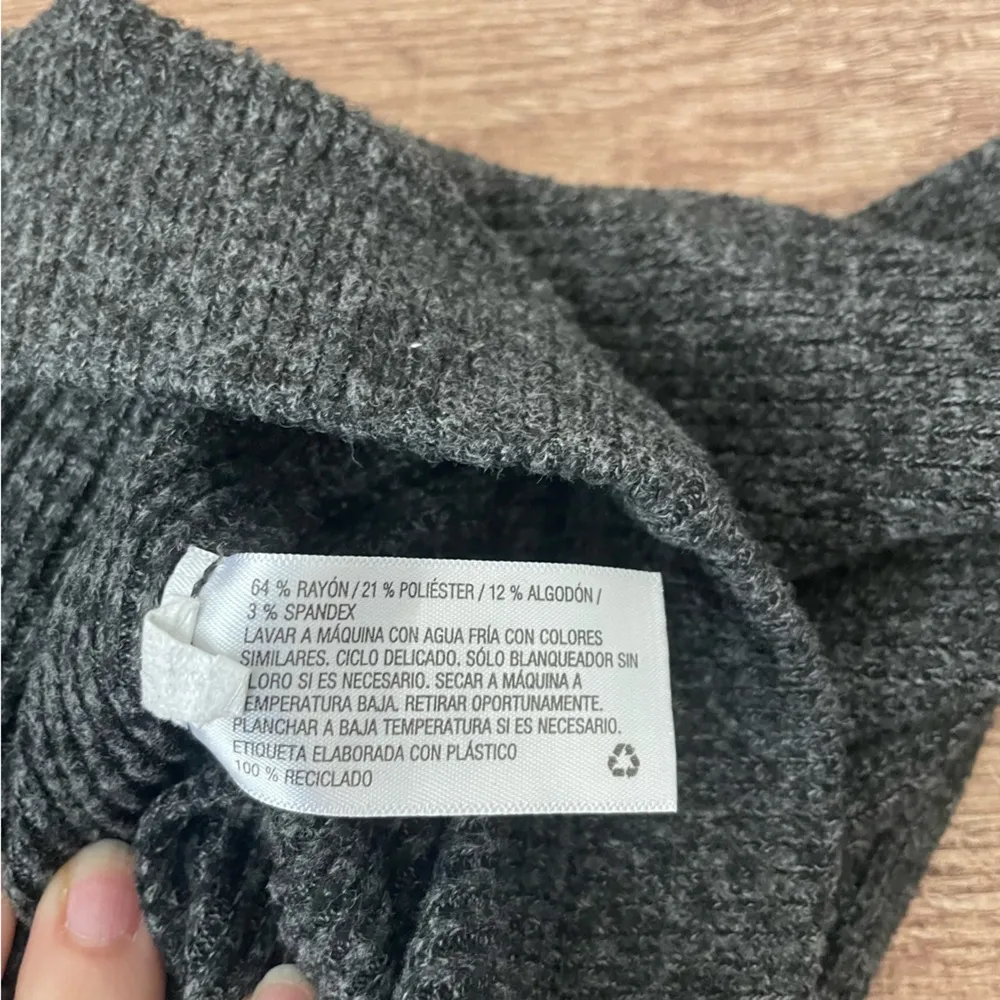 64 % RAYÓN / 21 % POLIÉSTER / 12 % ALGODÓN /
3 % SPANDEX
LAVAR A MÁQUINA CON AGUA FRÍA CON COLORES
SIMILARES. CICLO DELICADO. SÓLO BLANQUEADOR SIN
LORO SI ES NECESARIO. SECAR A MÁQUINA A
EMPERATURA BAJA. RETIRAR OPORTUNAMENTE.
PLANCHAR A BAJA TEMPERATURA SI ES NECESARIO.
ETIQUETA ELABORADA CON PLÁSTICO
100 % RECICLADO